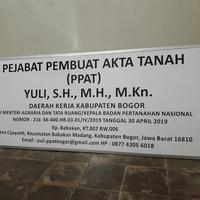 PEJABAT PEMBUAT AKTA TANAH
(PPAT)
YULI, S.H., M.H., M.Kn.
DAERAH KERJA KABUPATEN BOGOR
MENTERI AGRARIA DAN TATA RUANG/KEPALA BADAN PERTANAHAN NASIONAL
NOMOR : 216 SK-400.HR.03.01/IV/2019 TANGGAL 30 APRIL 2019
Kp. Babakan, RT.007 RW.006
Cijayanti, Kecamatan Babakan Madang, Kabupaten Bogor, Jawa Barat 16810
Email : yuli.ppatbogor@gmail.com HP : 0877 4305 6018